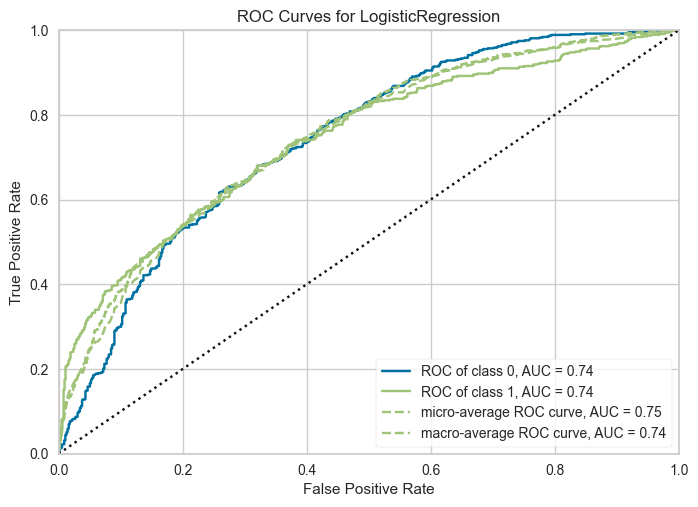 ROC Curves for LogisticRegression
1.0
0.8
0.6
0.4
0.2
0.0
True Positive Rate
ROC of class 0, AUC = 0.74
ROC of class 1, AUC = 0.74
micro-average ROC curve, AUC = 0.75
macro-average ROC curve, AUC = 0.74
0.0 0.2 0.4 0.6 0.8 1.0
False Positive Rate